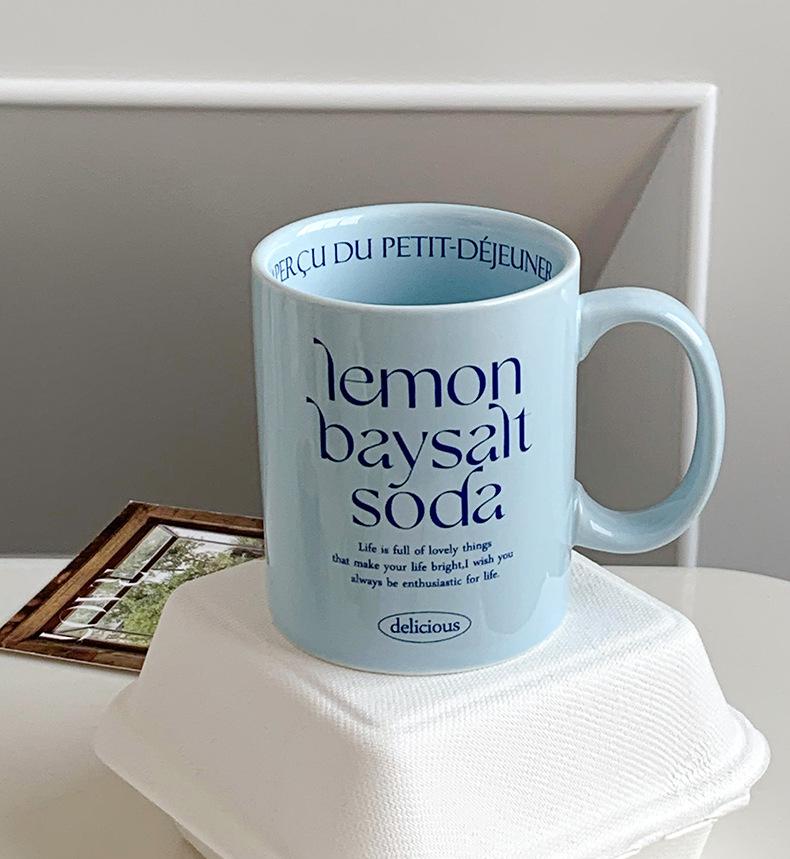 PERÇU DU PETIT-DÉJEUNER
lemon
baysalt
soda
Life is full of lovely things
that make your life bright,I wish you
always be enthusiastic for life.
delicious